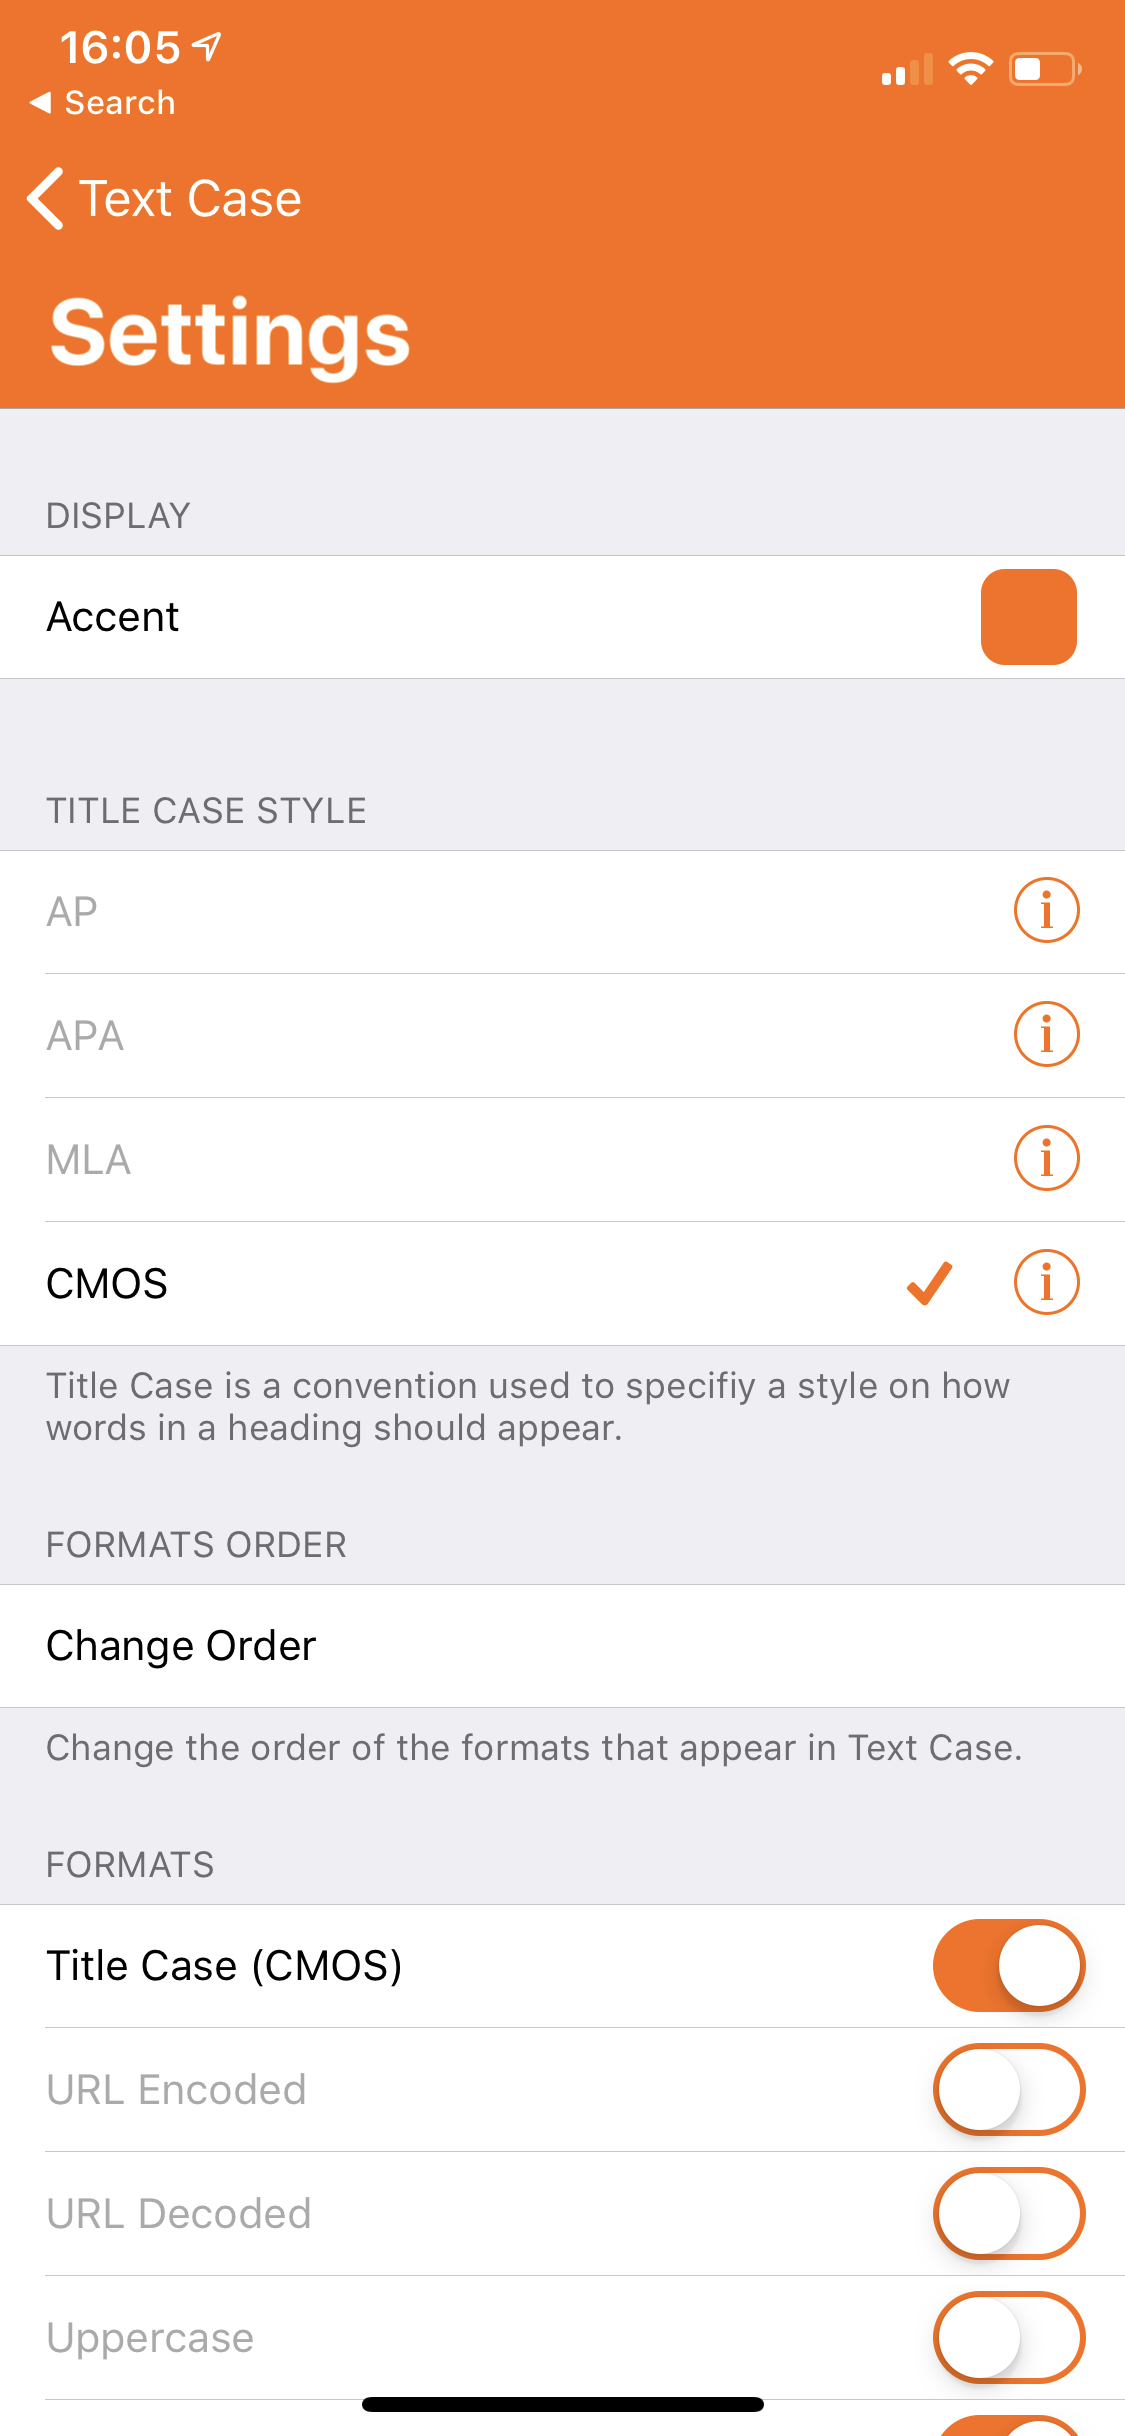 16:05
Search
Text Case
Settings
DISPLAY
Accent
TITLE CASE STYLE
AP
APA
MLA
CMOS
Title Case is a convention used to specifiy a style on how
words in a heading should appear.
FORMATS ORDER
Change Order
Change the order of the formats that appear in Text Case.
FORMATS
Title Case (CMOS)
URL Encoded
URL Decoded
Uppercase